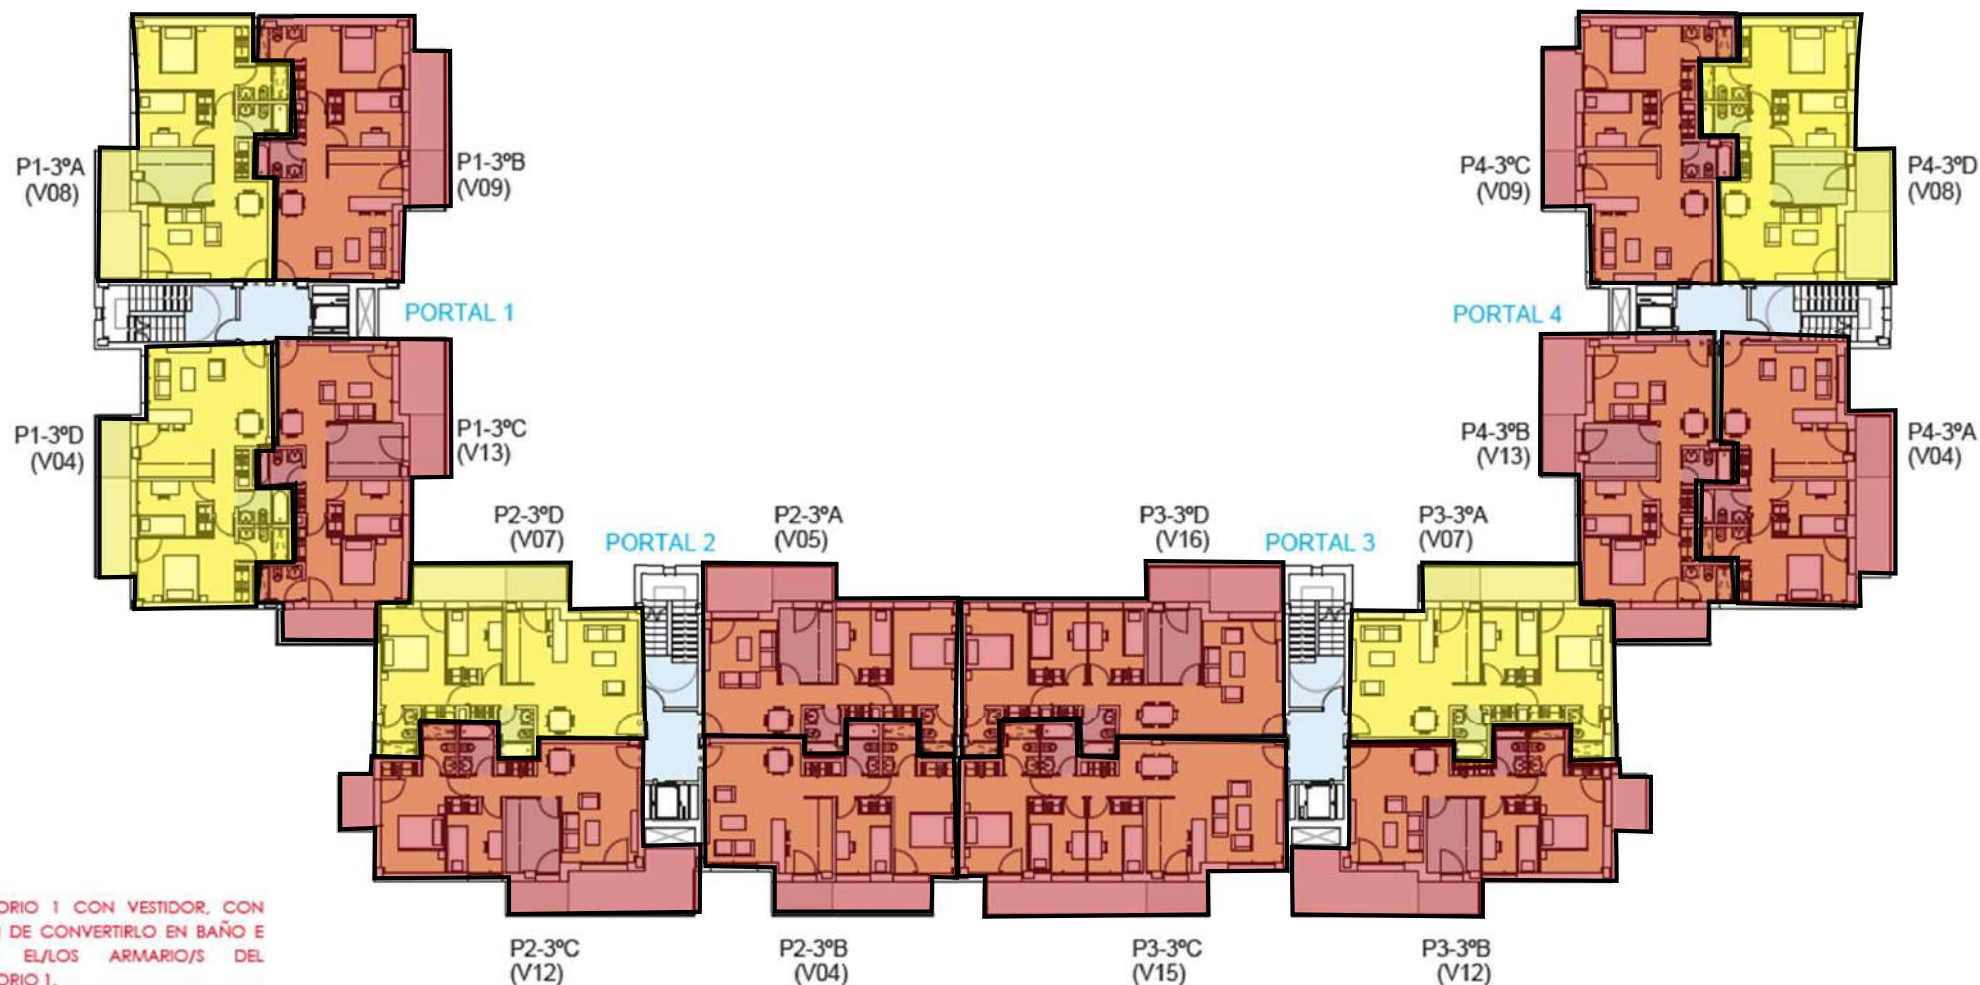 P1-3ºA
(V08)
P1-3ºB
(V09)
P4-3ºC
(V09)
P4-3ºD
(V08)
PORTAL 1
PORTAL 4
P1-3ºD
(V04)
P1-3ºC
(V13)
P4-3ºB
(V13)
P4-3ºA
(V04)
P2-3ºD
(V07)
PORTAL 2
P2-3ºA
(V05)
P3-3ºD
(V16)
PORTAL 3
P3-3ºA
(V07)
ORIO 1 CON VESTIDOR, CON
DE CONVERTIRLO EN BAÑO E
EL/LOS ARMARIO/S DEL
ORIO 1.
P2-3ºC
(V12)
P2-3ºB
(V04)
P3-3ºC
(V15)
P3-3ºB
(V12)